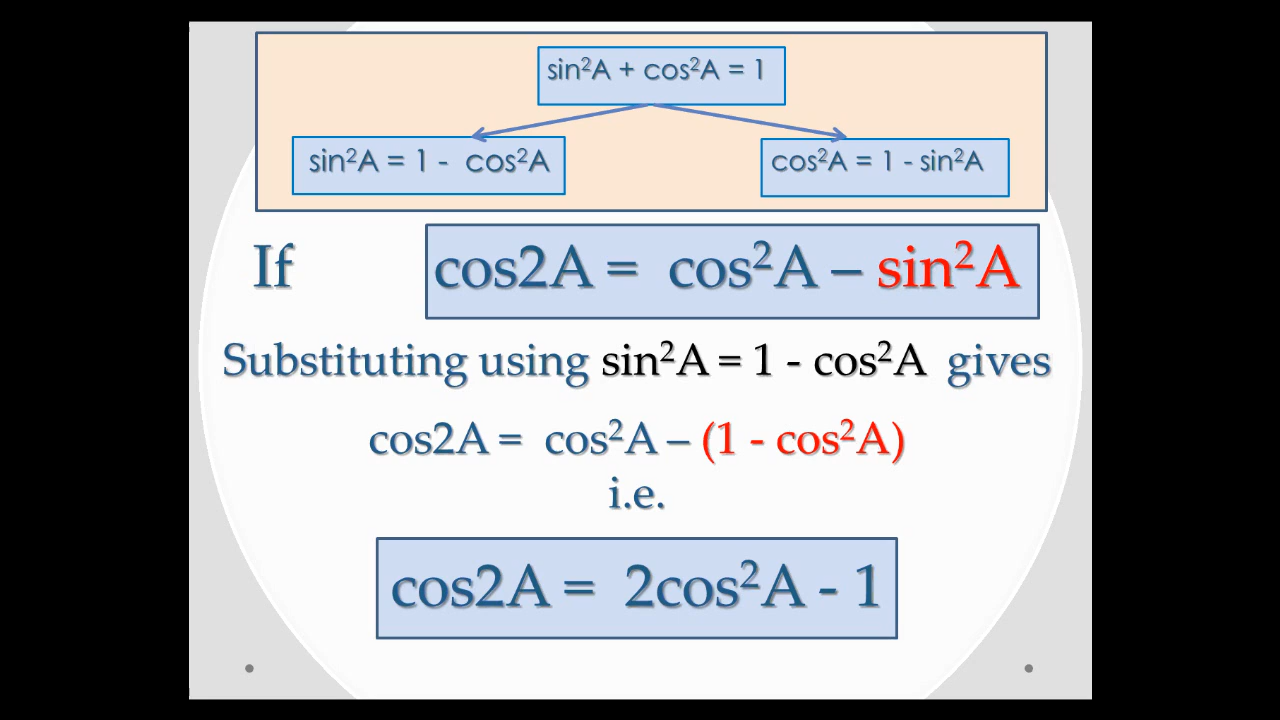 sin²A + cos²A = 1
sin²A = 1 - cos²A
cos²A = 1 - sin²A
If cos2A = cos²A – sin²A
Substituting using sin²A = 1 - cos²A gives
cos2A = cos²A – (1 - cos²A)
i.e.
cos2A = 2cos²A - 1